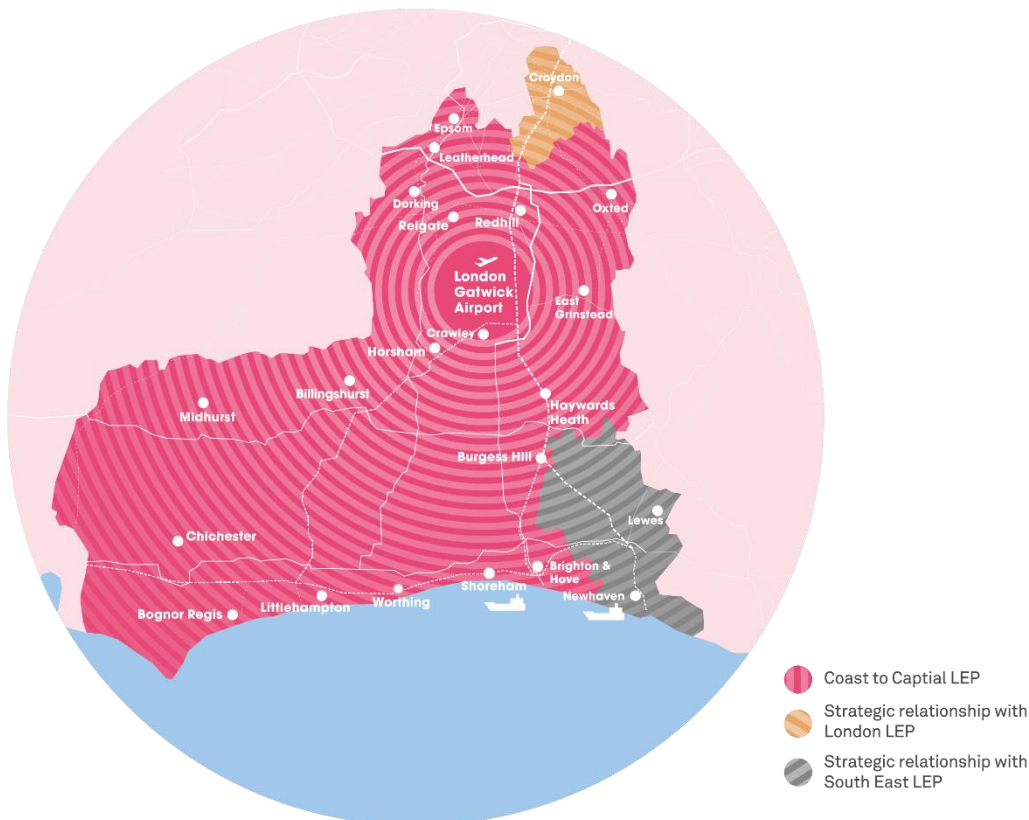 Croydon
Epsom
Leatherhead
Dorking
Oxted
Reigate
Redhill
London
Gatwick
Airport
East
Grinstead
Crawley
Horsham
Billingshurst
Midhurst
Haywards
Heath
Burgess Hill
Lewes
Chichester
Brighton &
Hove
Shoreham
Newhaven
Worthing
Littlehampton
Bognor Regis
Coast to Captial LEP
Strategic relationship with
London LEP
Strategic relationship with
South East LEP